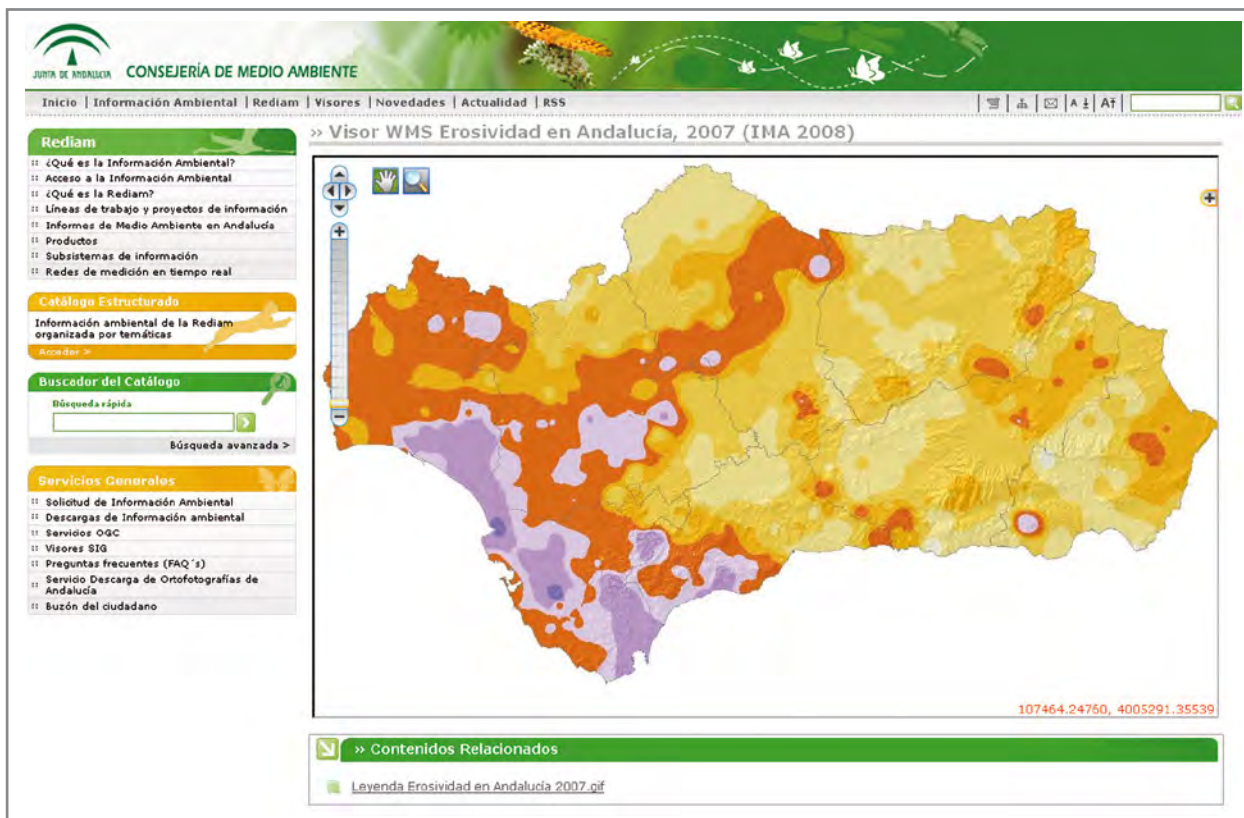 JUNTA DE ANDALUCIA
CONSEJERÍA DE MEDIO AMBIENTE
Inicio | Información Ambiental | Rediam | Visores | Novedades | Actualidad | RSS
Rediam
¿Qué es la Información Ambiental?
Acceso a la Información Ambiental
¿Qué es la Rediam?
Líneas de trabajo y proyectos de información
Informes de Medio Ambiente en Andalucía
Productos
Subsistemas de información
Redes de medición en tiempo real
Catálogo Estructurado
Información ambiental de la Rediam
organizada por temáticas
Acceder >
Buscador del Catálogo
Búsqueda rápida
Búsqueda avanzada >
Servicios Generales
Solicitud de Información Ambiental
Descargas de Información ambiental
Servicios OGC
Visores SIG
Preguntas frecuentes (FAQ´s)
Servicio Descarga de Ortofotografías de
Andalucía
Buzón del ciudadano
» Visor WMS Erosividad en Andalucía, 2007 (IMA 2008)
107464.24760, 4005291.35539
» Contenidos Relacionados
Leyenda Erosividad en Andalucía 2007.gif